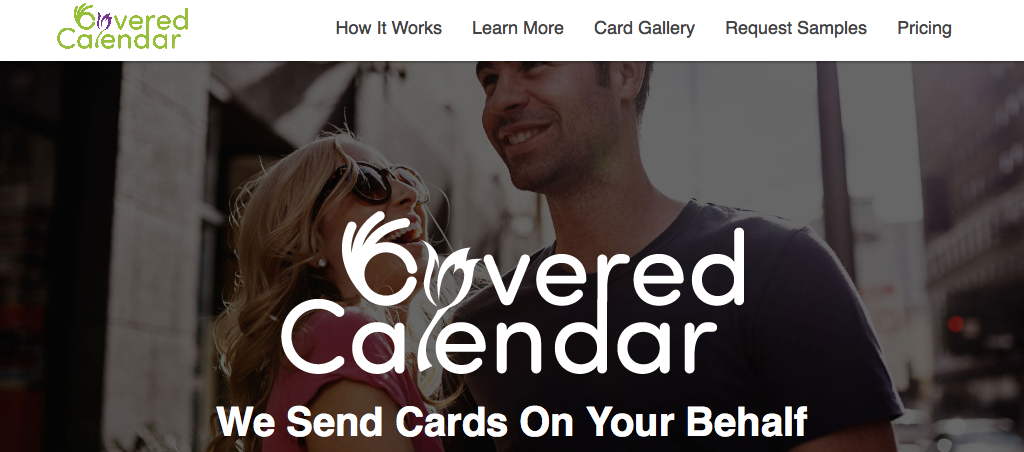 Covered
Calendar
How It Works Learn More Card Gallery Request Samples Pricing
Covered
Calendar
We Send Cards On Your Behalf